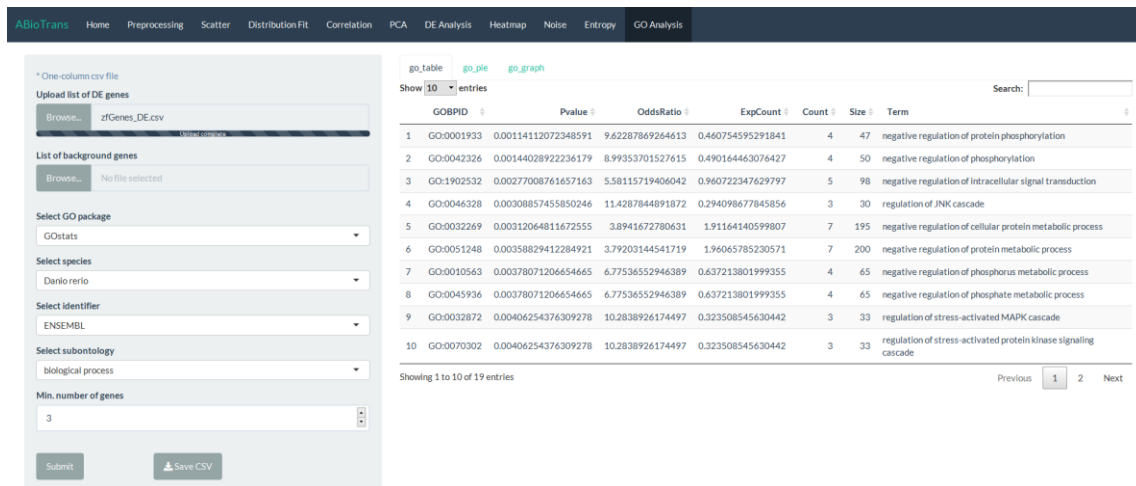 ABioTrans Home Preprocessing Scatter Distribution Fit Correlation PCA DE Analysis Heatmap Noise Entropy GO Analysis
* One-column csv file
Upload list of DE genes
Browse... zfGenes_DE.csv
Upload complete
List of background genes
Browse... No file selected
Select GO package
GOstats
Select species
Danio rerio
Select identifier
ENSEMBL
Select subontology
biological process
Min. number of genes
3
Submit Save CSV
go_table go_pie go_graph
Show 10 entries Search:
GOBPID Pvalue OddsRatio ExpCount Count Size Term
1 GO:0001933 0.00114112072348591 9.62287869264613 0.460754595291841 4 47 negative regulation of protein phosphorylation
2 GO:0042326 0.00144028922236179 8.99353701527615 0.490164463076427 4 50 negative regulation of phosphorylation
3 GO:1902532 0.00277008761657163 5.58115719406042 0.960722347629797 5 98 negative regulation of intracellular signal transduction
4 GO:0046328 0.00308857455850246 11.4287844891872 0.294098677845856 3 30 regulation of JNK cascade
5 GO:0032269 0.00312064811672555 3.8941672780631 1.91164140599807 7 195 negative regulation of cellular protein metabolic process
6 GO:0051248 0.00358829412284921 3.79203144541719 1.96065785230571 7 200 negative regulation of protein metabolic process
7 GO:0010563 0.00378071206654665 6.77536552946389 0.637213801999355 4 65 negative regulation of phosphorus metabolic process
8 GO:0045936 0.00378071206654665 6.77536552946389 0.637213801999355 4 65 negative regulation of phosphate metabolic process
9 GO:0032872 0.00406254376309278 10.2838926174497 0.323508545630442 3 33 regulation of stress-activated MAPK cascade
10 GO:0070302 0.00406254376309278 10.2838926174497 0.323508545630442 3 33 regulation of stress-activated protein kinase signaling
cascade
Showing 1 to 10 of 19 entries Previous 1 2 Next